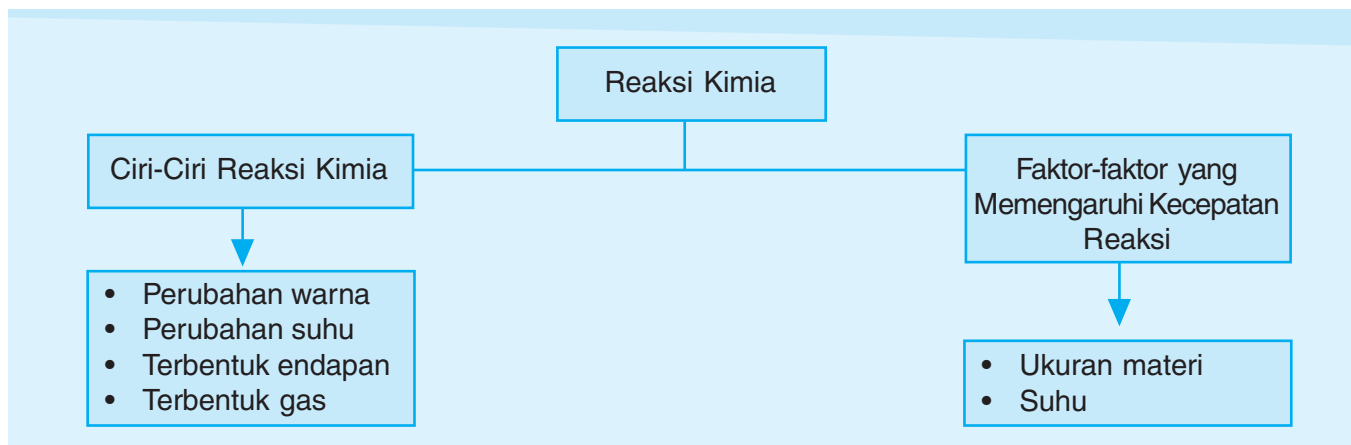 Reaksi Kimia
Ciri-Ciri Reaksi Kimia
• Perubahan warna
• Perubahan suhu
• Terbentuk endapan
• Terbentuk gas
Faktor-faktor yang
Memengaruhi Kecepatan
Reaksi
• Ukuran materi
• Suhu